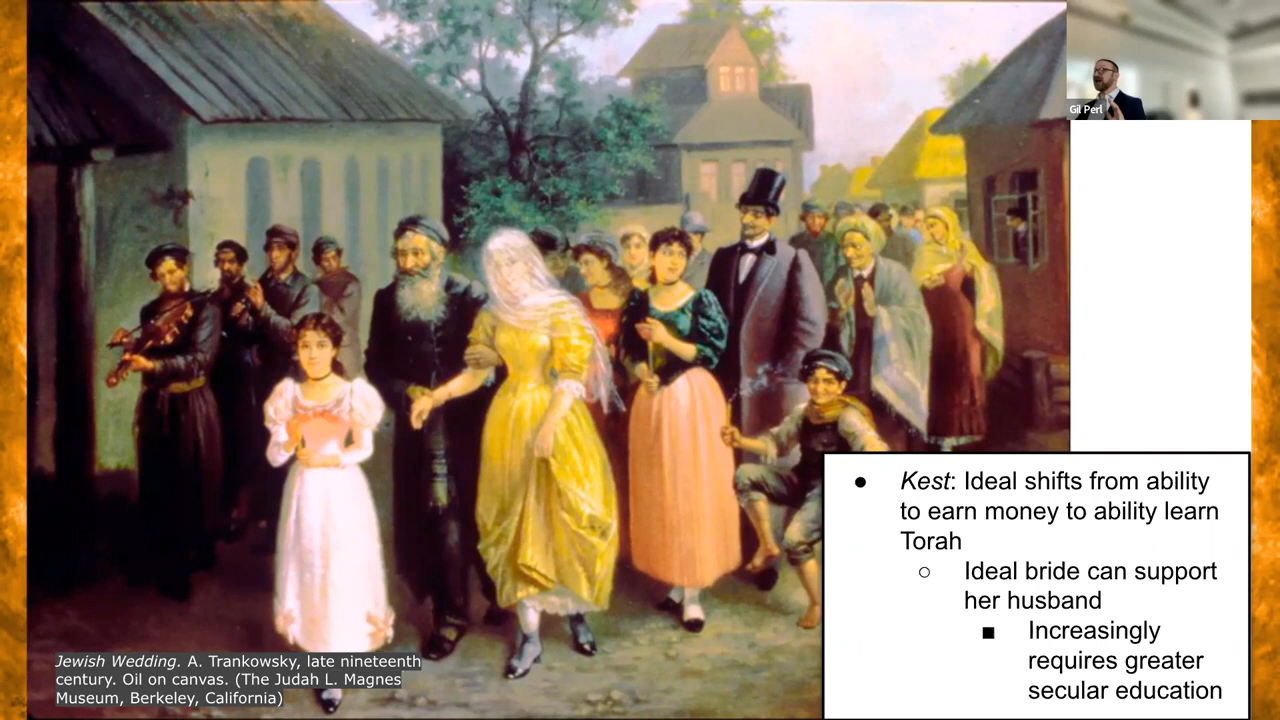 Gil Perl
● Kest: Ideal shifts from ability
to earn money to ability learn
Torah
○ Ideal bride can support
her husband
■ Increasingly
requires greater
secular education
Jewish Wedding. A. Trankowsky, late nineteenth
century. Oil on canvas. (The Judah L. Magnes
Museum, Berkeley, California)